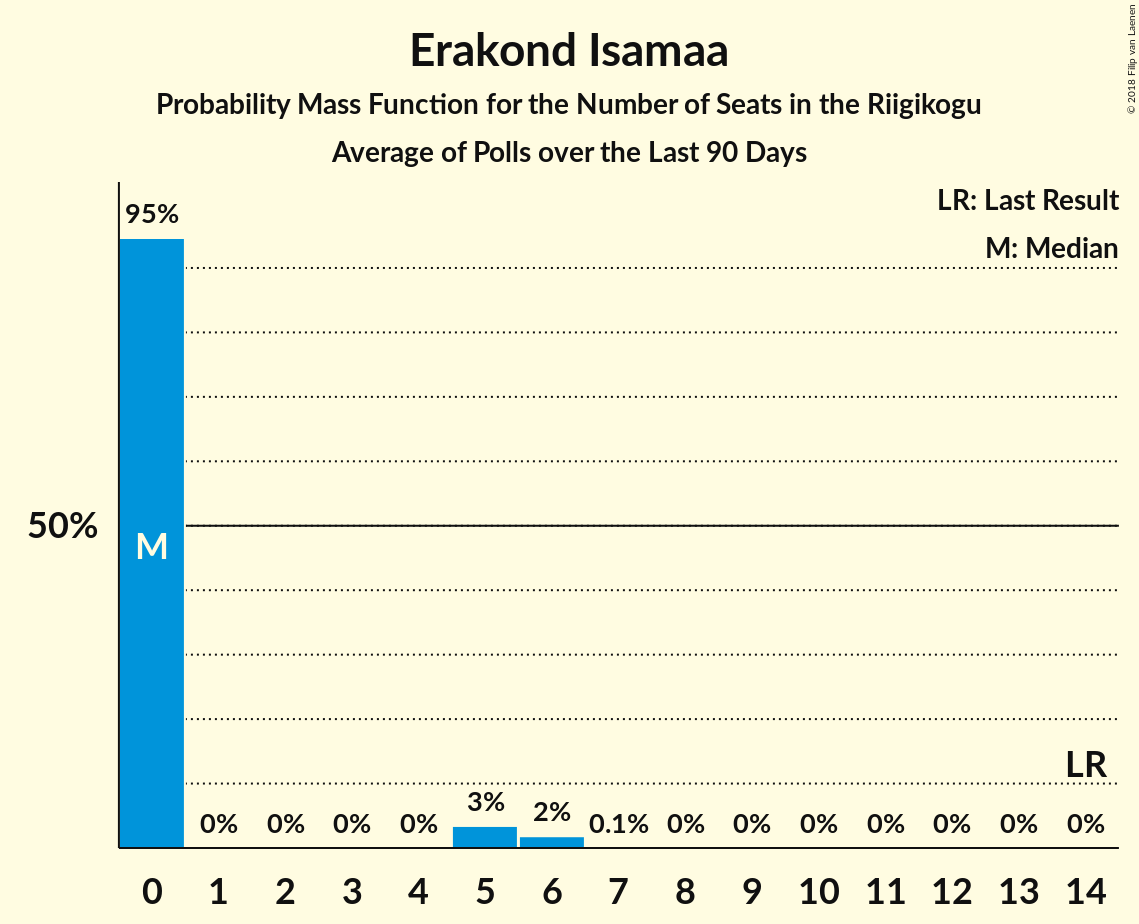 Erakond Isamaa
Probability Mass Function for the Number of Seats in the Riigikogu
Average of Polls over the Last 90 Days
© 2018 Filip van Laenen
LR: Last Result
M: Median
95%
50%
M
LR
0% 0% 0% 0% 3% 2% 0.1% 0% 0% 0% 0% 0% 0% 0%
0 1 2 3 4 5 6 7 8 9 10 11 12 13 14